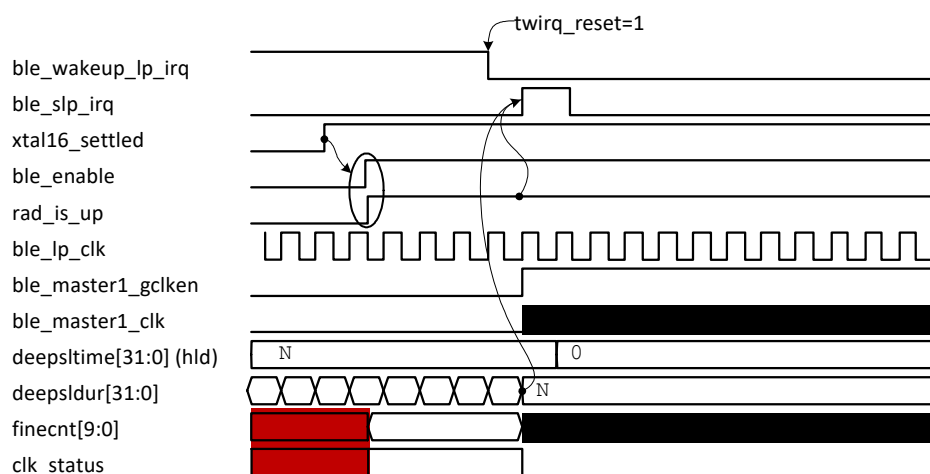 twirq_reset=1
ble_wakeup_lp_irq
ble_slp_irq
xtal16_settled
ble_enable
rad_is_up
ble_lp_clk
ble_master1_gclken
ble_master1_clk
deepsltime[31:0] (hld) N 0
deepsldur[31:0] N
finecnt[9:0]
clk_status